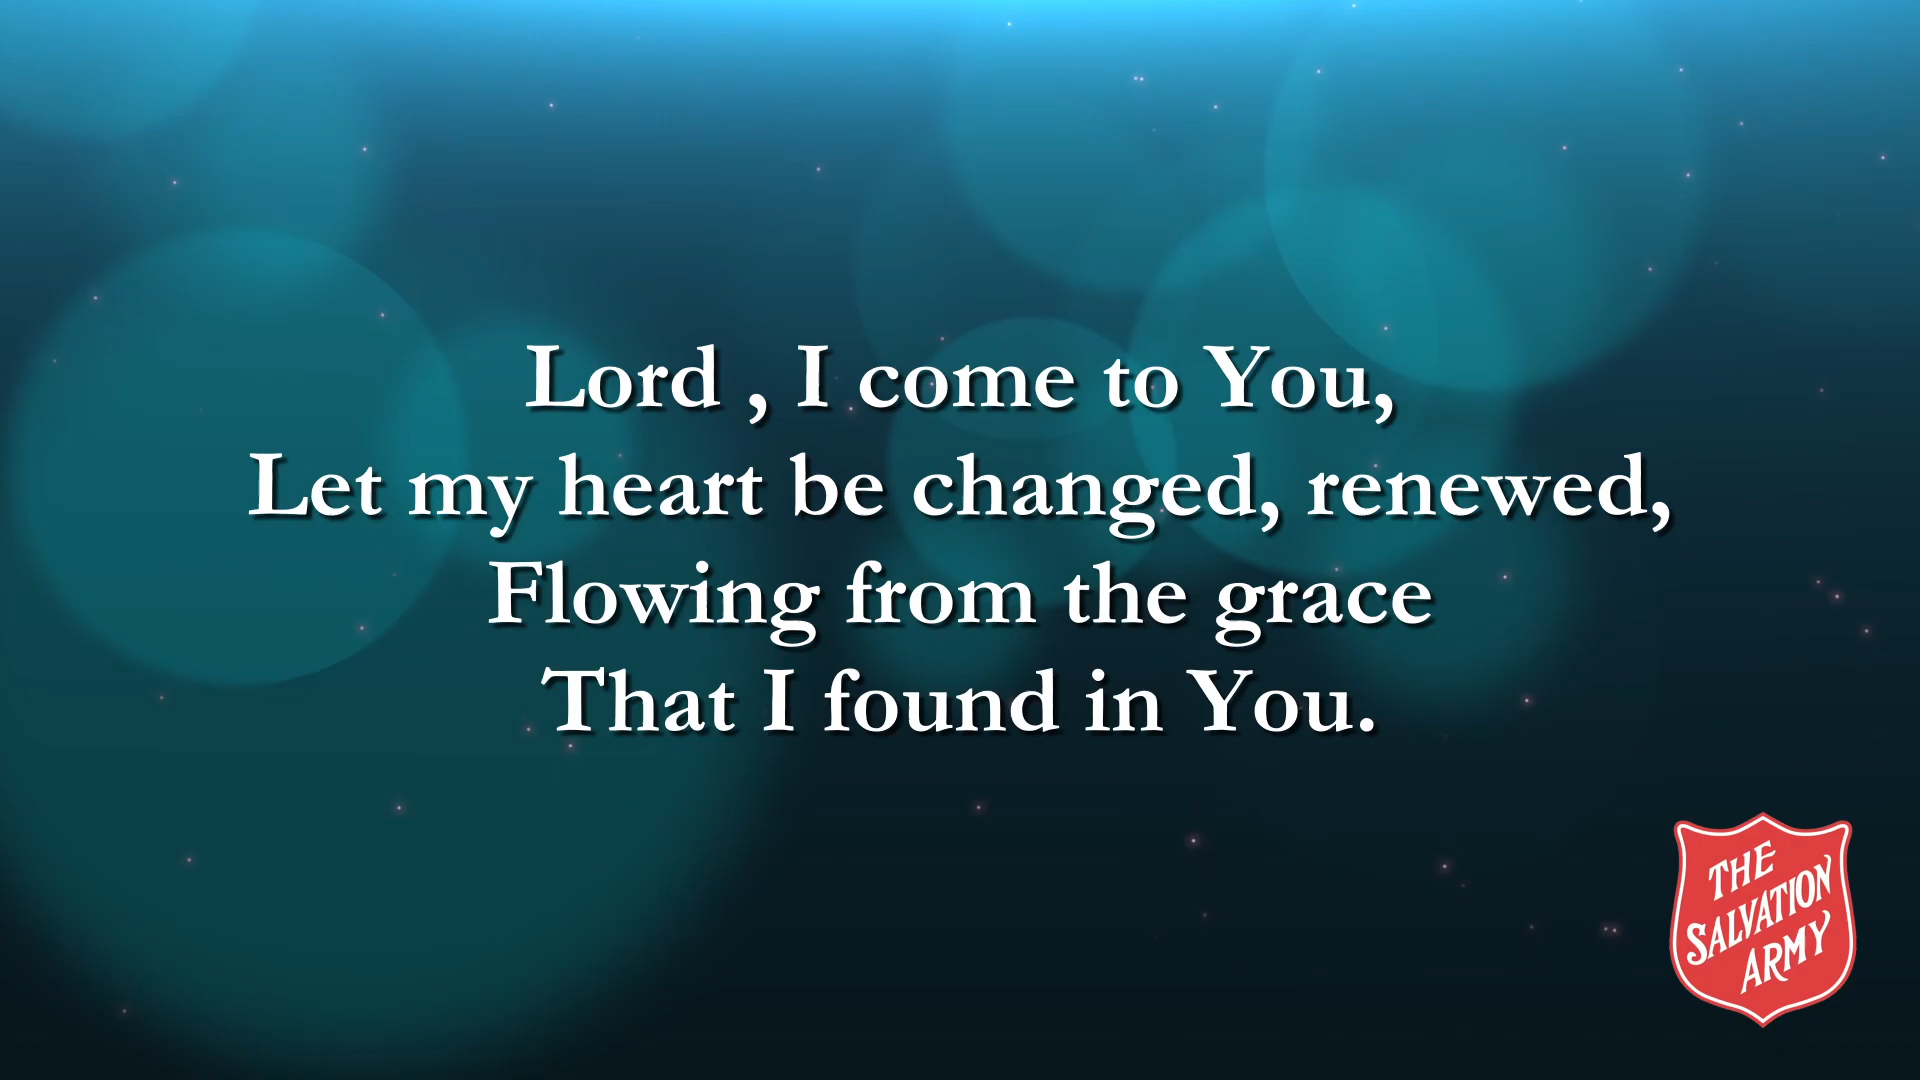 Lord , I come to You,
Let my heart be changed, renewed,
Flowing from the grace
That I found in You.
THE
SALVATION
ARMY